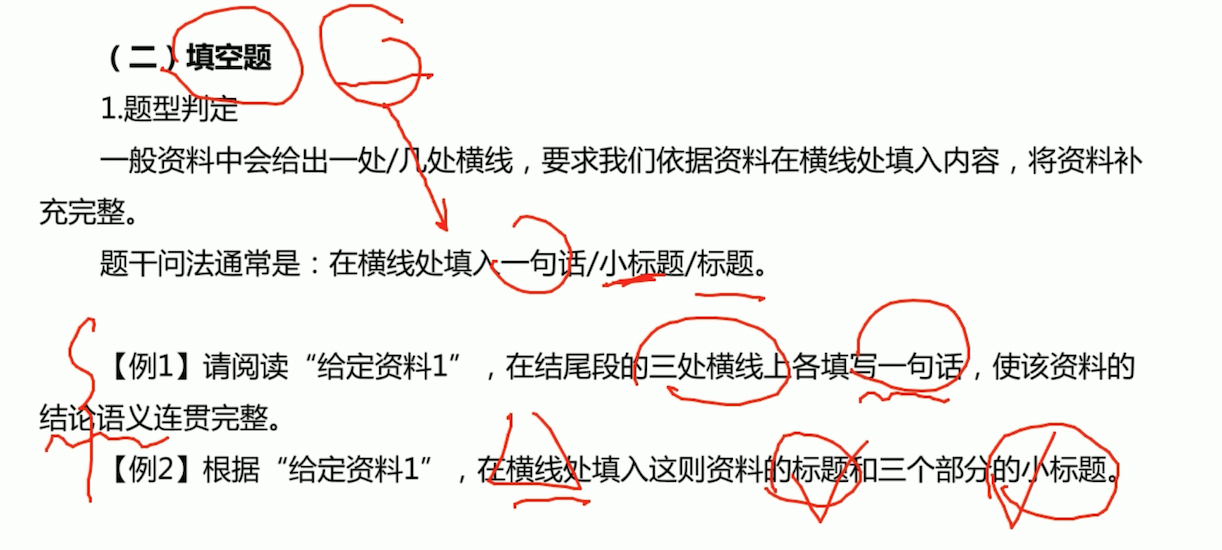 （二）填空题
1.题型判定
一般资料中会给出一处/几处横线，要求我们依据资料在横线处填入内容，将资料补
充完整。
题干问法通常是：在横线处填入一句话/小标题/标题。
【例1】请阅读“给定资料1”，在结尾段的三处横线上各填写一句话，使该资料的
结论语义连贯完整。
【例2】根据“给定资料1”，在横线处填入这则资料的标题和三个部分的小标题。